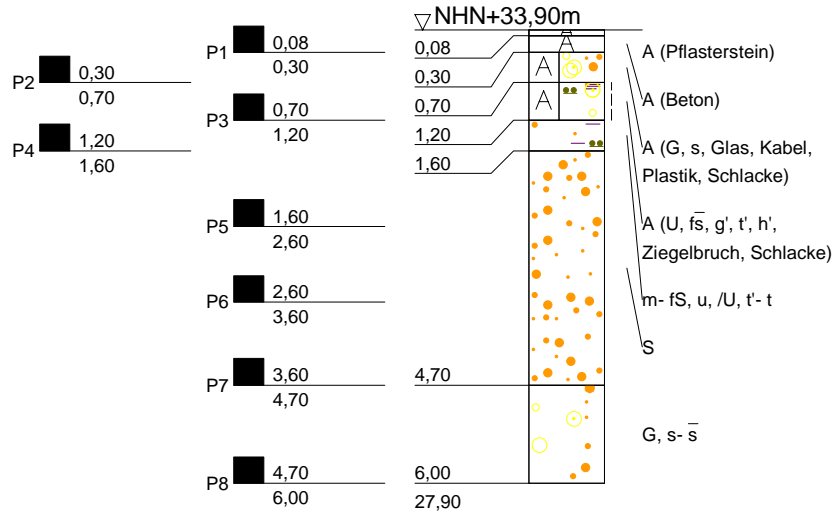 NHN+33,90m
P1
0,08
0,30
P2
0,30
0,70
P3
0,70
1,20
P4
1,20
1,60
P5
1,60
2,60
P6
2,60
3,60
P7
3,60
4,70
P8
4,70
6,00
0,08
0,30
0,70
1,20
1,60
4,70
6,00
27,90
A
A
A
A
A (Pflasterstein)
A (Beton)
A (G, s, Glas, Kabel,
Plastik, Schlacke)
A (U, fs̅, g', t', h',
Ziegelbruch, Schlacke)
m- fS, u, /U, t'- t
S
G, s- s̅